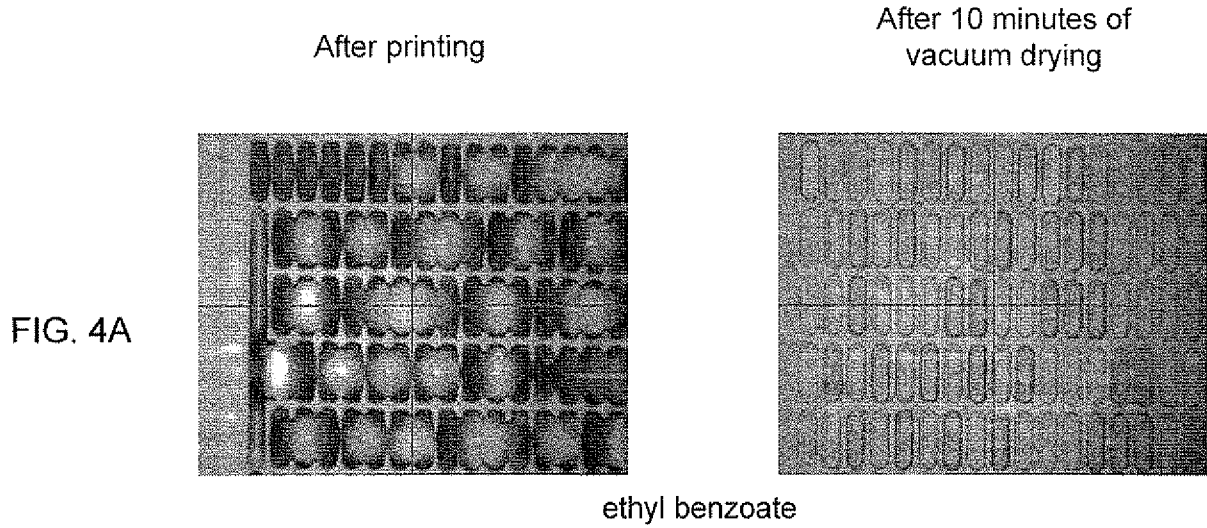 After printing
After 10 minutes of
vacuum drying
FIG. 4A
ethyl benzoate